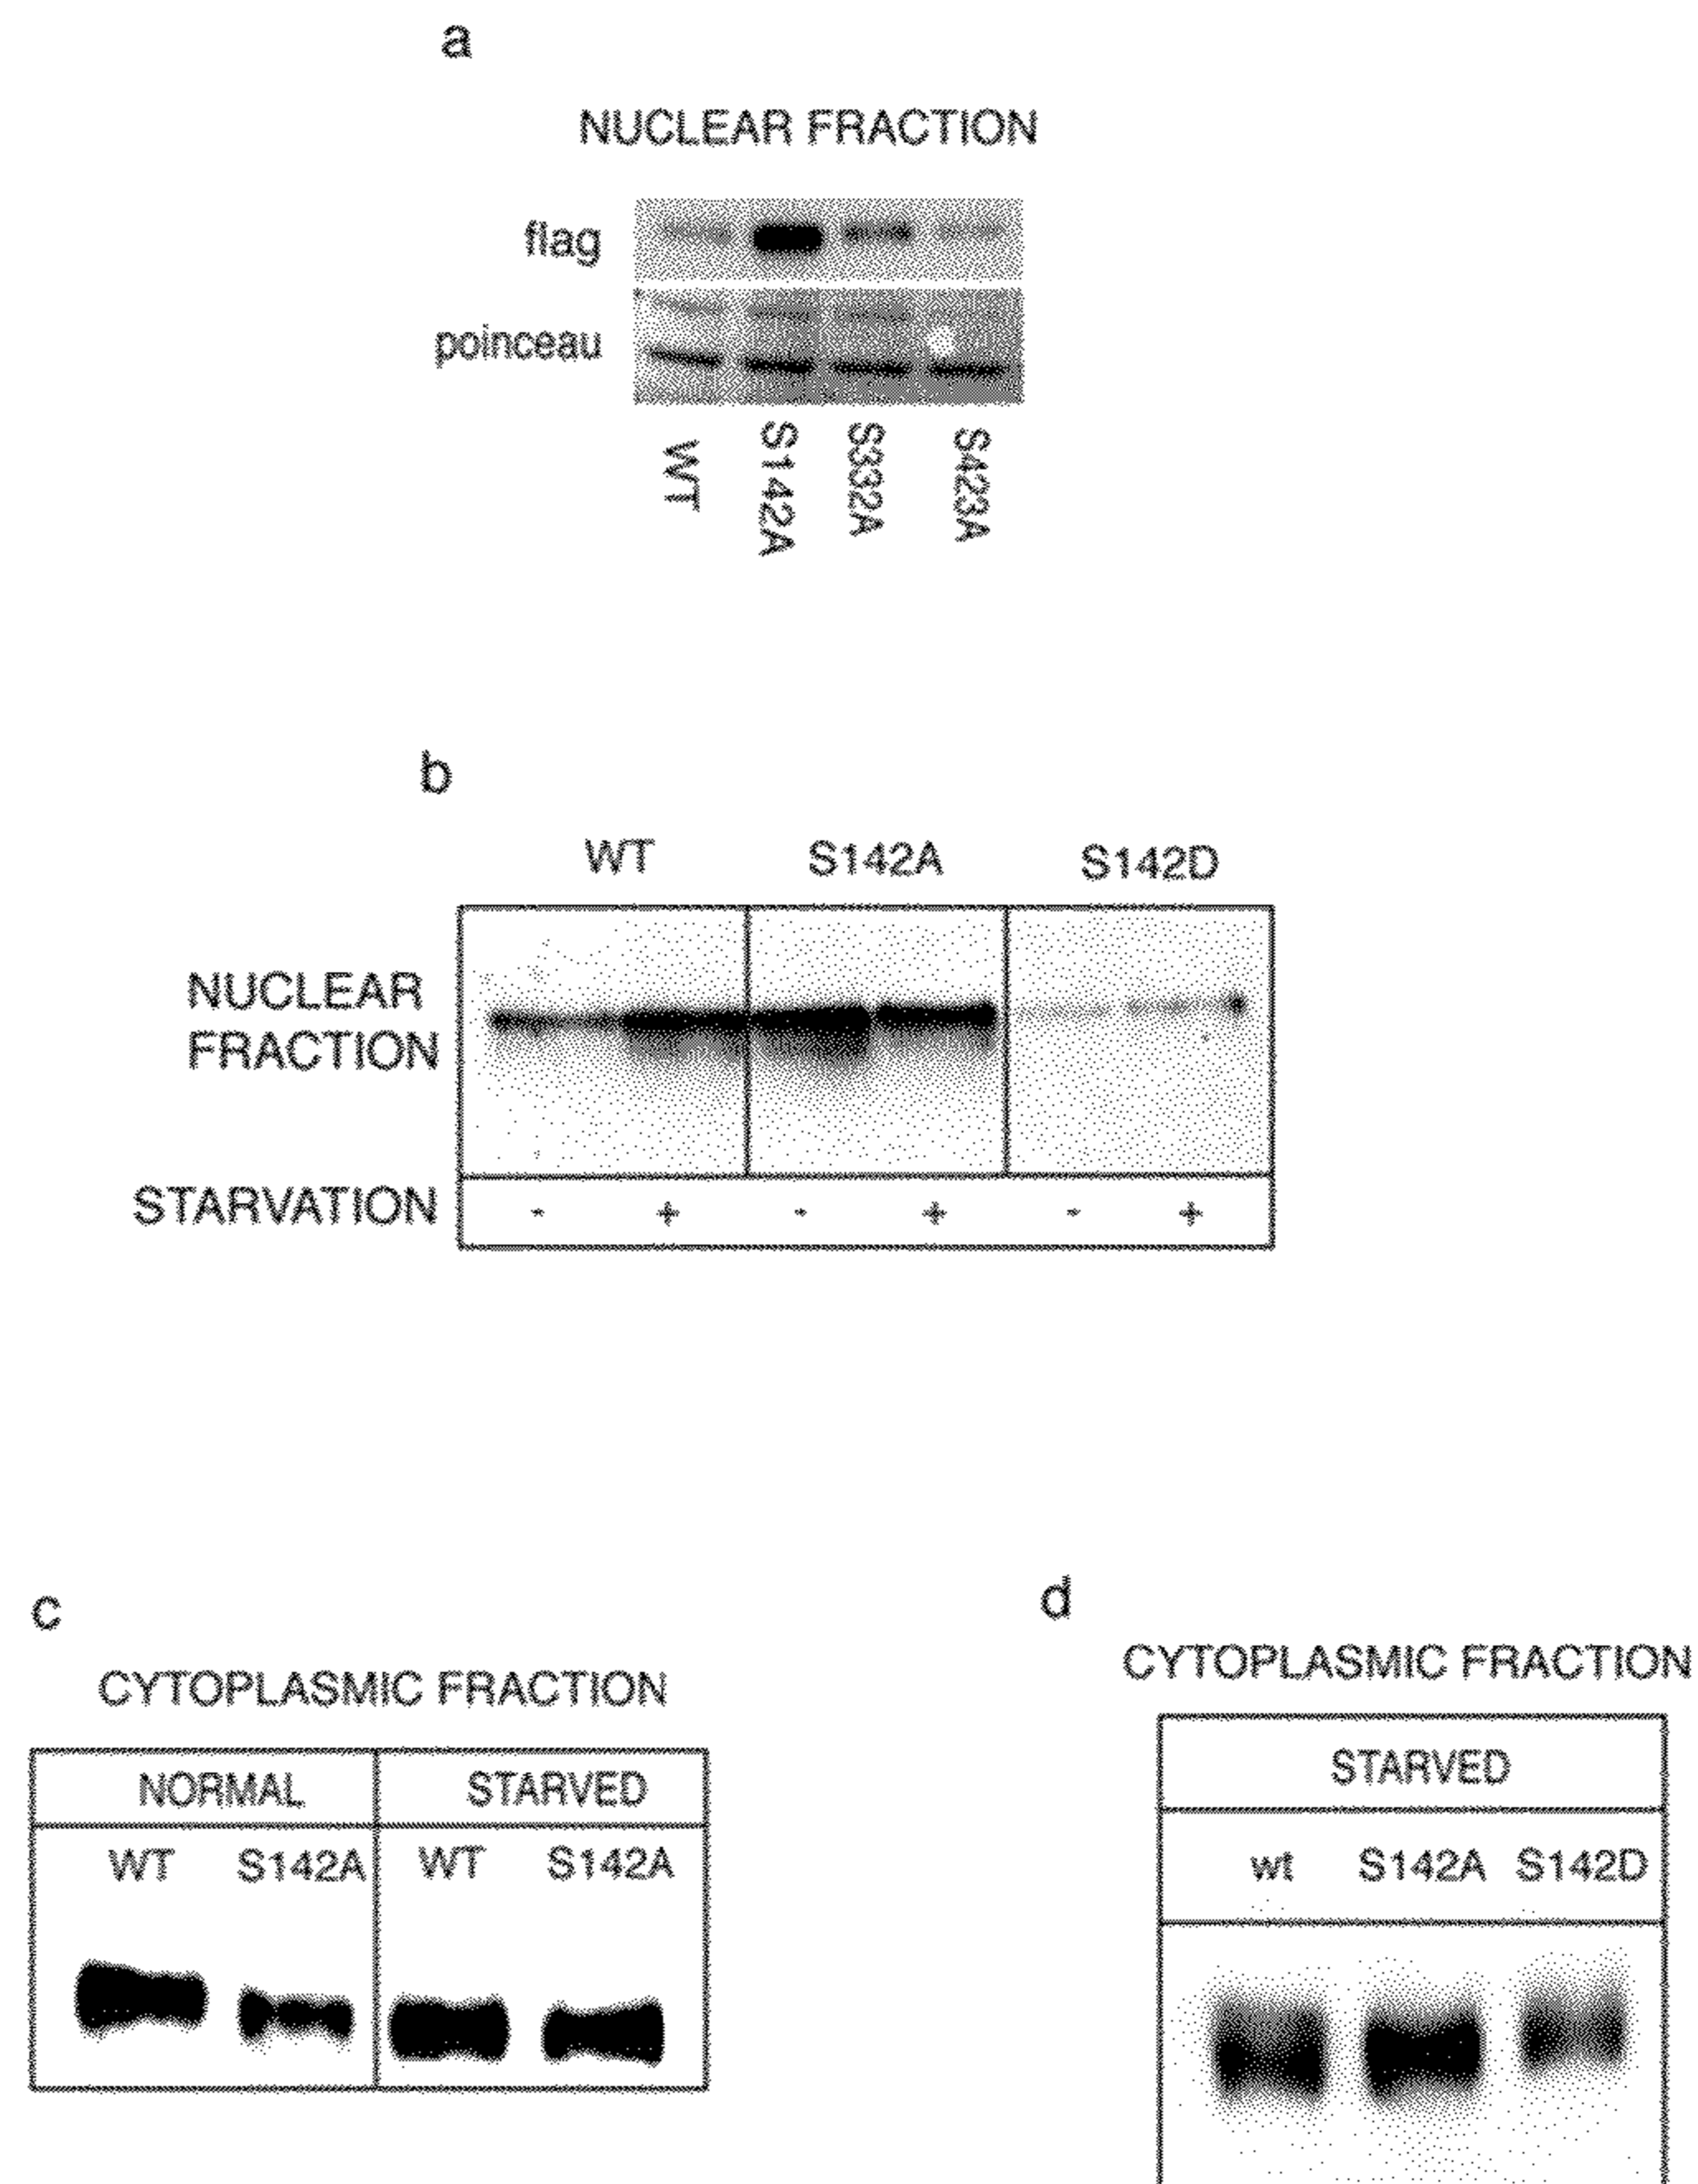 a
NUCLEAR FRACTION
flag
poinceau
WT S142A S332A S423A
b
WT S142A S142D
NUCLEAR
FRACTION
STARVATION - + - + - +
c
CYTOPLASMIC FRACTION
NORMAL STARVED
WT S142A WT S142A
d
CYTOPLASMIC FRACTION
STARVED
wt S142A S142D